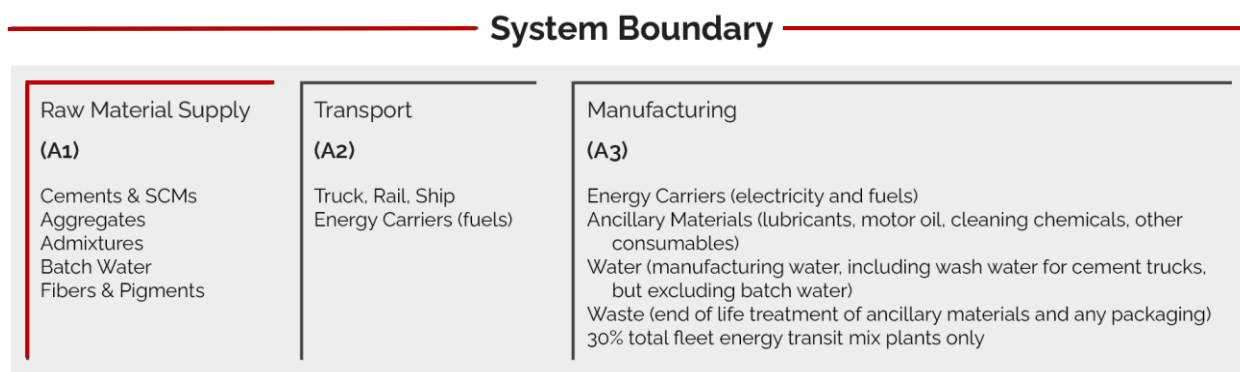 System Boundary
Raw Material Supply
(A1)
Cements & SCMs
Aggregates
Admixtures
Batch Water
Fibers & Pigments
Transport
(A2)
Truck, Rail, Ship
Energy Carriers (fuels)
Manufacturing
(A3)
Energy Carriers (electricity and fuels)
Ancillary Materials (lubricants, motor oil, cleaning chemicals, other
consumables)
Water (manufacturing water, including wash water for cement trucks,
but excluding batch water)
Waste (end of life treatment of ancillary materials and any packaging)
30% total fleet energy transit mix plants only